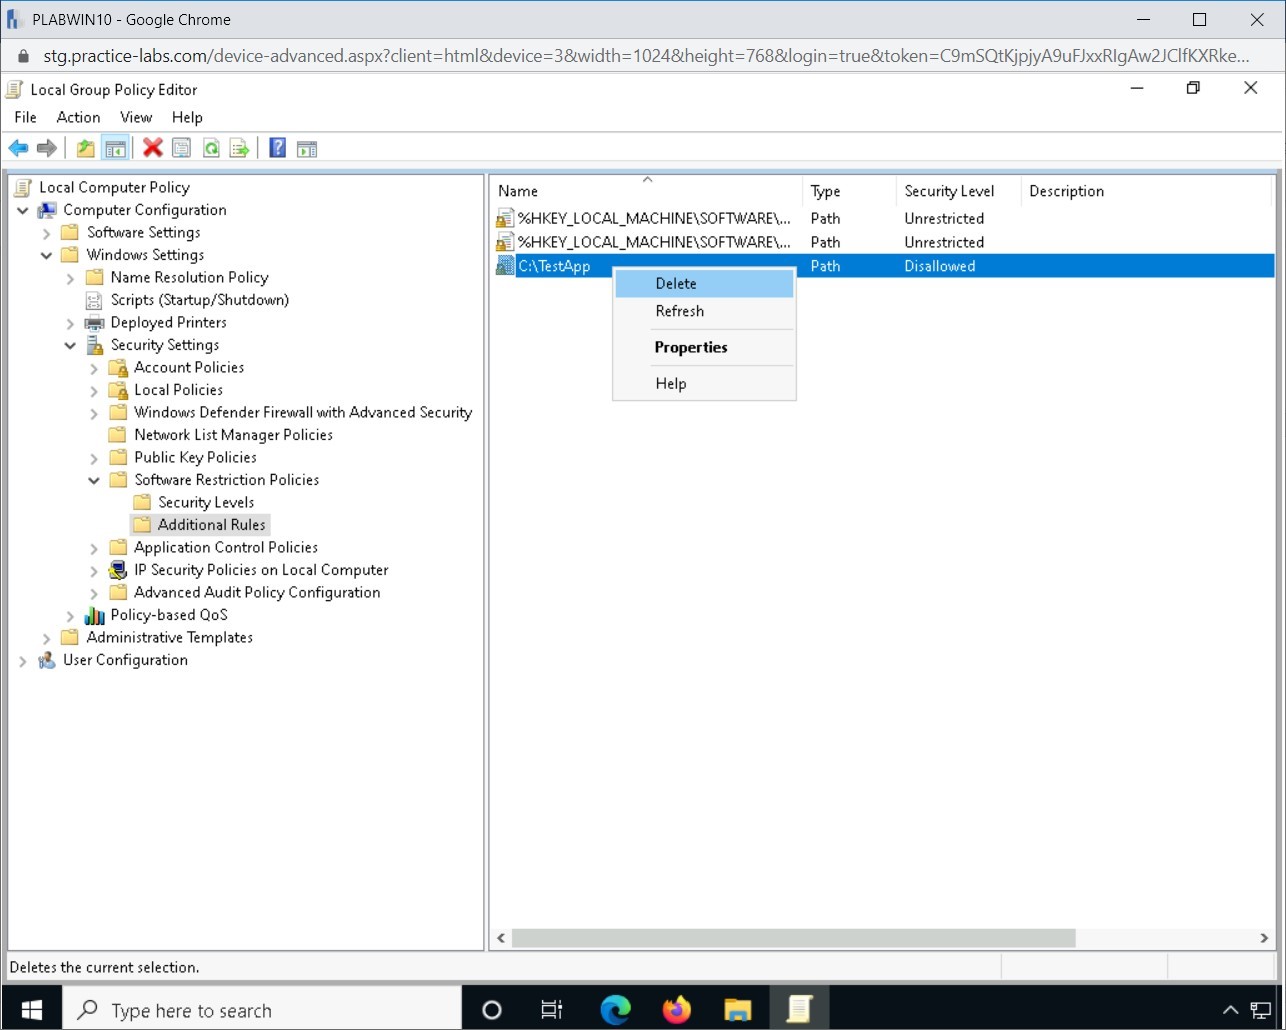 PLABWIN10 - Google Chrome
stg.practice-labs.com/device-advanced.aspx?client=html&device=3&width=1024&height=768&login=true&token=C9mSQtKjpjyA9uFJxxRIgAw2JClfKXRke...
Local Group Policy Editor
File Action View Help
Local Computer Policy
Computer Configuration
Software Settings
Windows Settings
Name Resolution Policy
Scripts (Startup/Shutdown)
Deployed Printers
Security Settings
Account Policies
Local Policies
Windows Defender Firewall with Advanced Security
Network List Manager Policies
Public Key Policies
Software Restriction Policies
Security Levels
Additional Rules
Application Control Policies
IP Security Policies on Local Computer
Advanced Audit Policy Configuration
Policy-based QoS
Administrative Templates
User Configuration
Name Type Security Level Description
%HKEY_LOCAL_MACHINE\SOFTWARE\... Path Unrestricted
%HKEY_LOCAL_MACHINE\SOFTWARE\... Path Unrestricted
C:\TestApp Path Disallowed
Delete
Refresh
Properties
Help
Deletes the current selection.
Type here to search